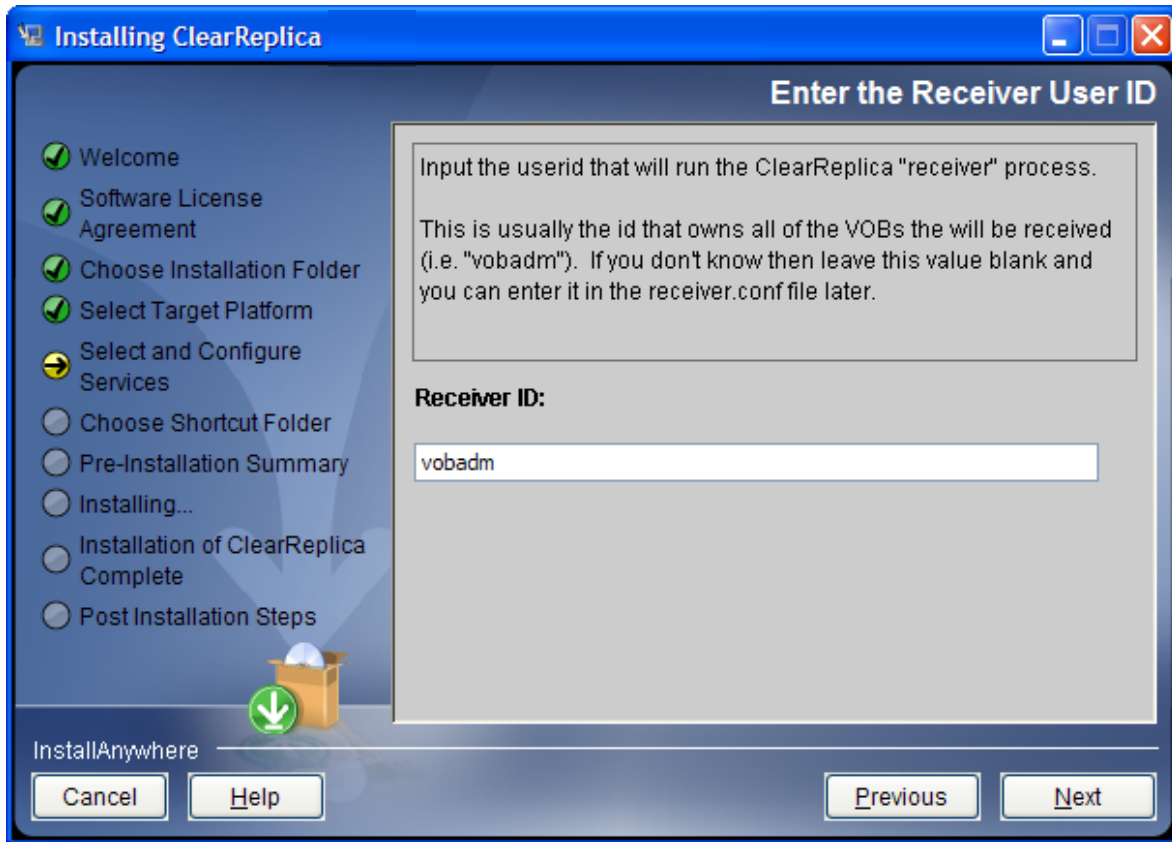 Installing ClearReplica
Enter the Receiver User ID
Welcome
Software License
Agreement
Choose Installation Folder
Select Target Platform
Select and Configure
Services
Choose Shortcut Folder
Pre-Installation Summary
Installing...
Installation of ClearReplica
Complete
Post Installation Steps
Input the userid that will run the ClearReplica "receiver" process.
This is usually the id that owns all of the VOBs the will be received
(i.e. "vobadm"). If you don't know then leave this value blank and
you can enter it in the receiver.conf file later.
Receiver ID:
vobadm
InstallAnywhere
Cancel
Help
Previous
Next